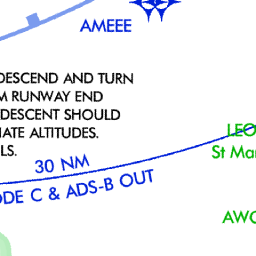 AMEEE
DESCEND AND TURN
M RUNWAY END
DESCENT SHOULD
IATE ALTITUDES.
LS.
LEO
St Mar
30 NM
ODE C & ADS-B OUT
AWO